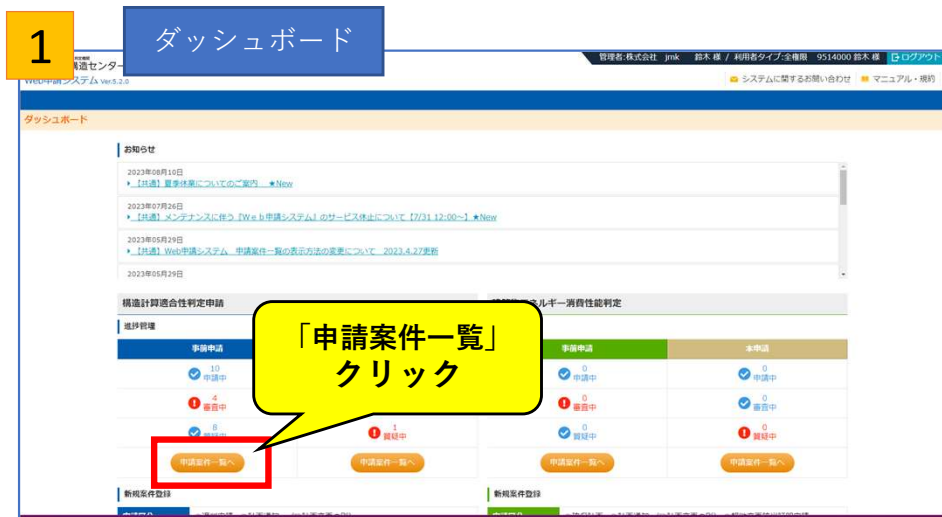 1
ダッシュボード
構造センター
Web申請システム Ver.5.2.0
管理者:株式会社 jmk 鈴木 様 / 利用者タイプ:全権限 9514000 鈴木 様
ログアウト
システムに関するお問い合わせ
マニュアル・規約
ダッシュボード
お知らせ
2023年08月10日
【共通】夏季休業についてのご案内 ★New
2023年07月26日
【共通】メンテナンスに伴う『Ｗｅｂ申請システム』のサービス休止について【7/31 12:00～】★New
2023年05月29日
【共通】Web申請システム 申請案件一覧の表示方法の変更について 2023.4.27更新
2023年05月29日
構造計算適合性判定申請
ルギー消費性能判定
進捗管理
「申請案件一覧」
クリック
事前申請
事前申請
本申請
10
申請中
0
申請中
0
申請中
4
審査中
0
審査中
0
審査中
8
質疑中
1
質疑中
0
質疑中
0
質疑中
申請案件一覧へ
申請案件一覧へ
申請案件一覧へ
申請案件一覧へ
新規案件登録
新規案件登録